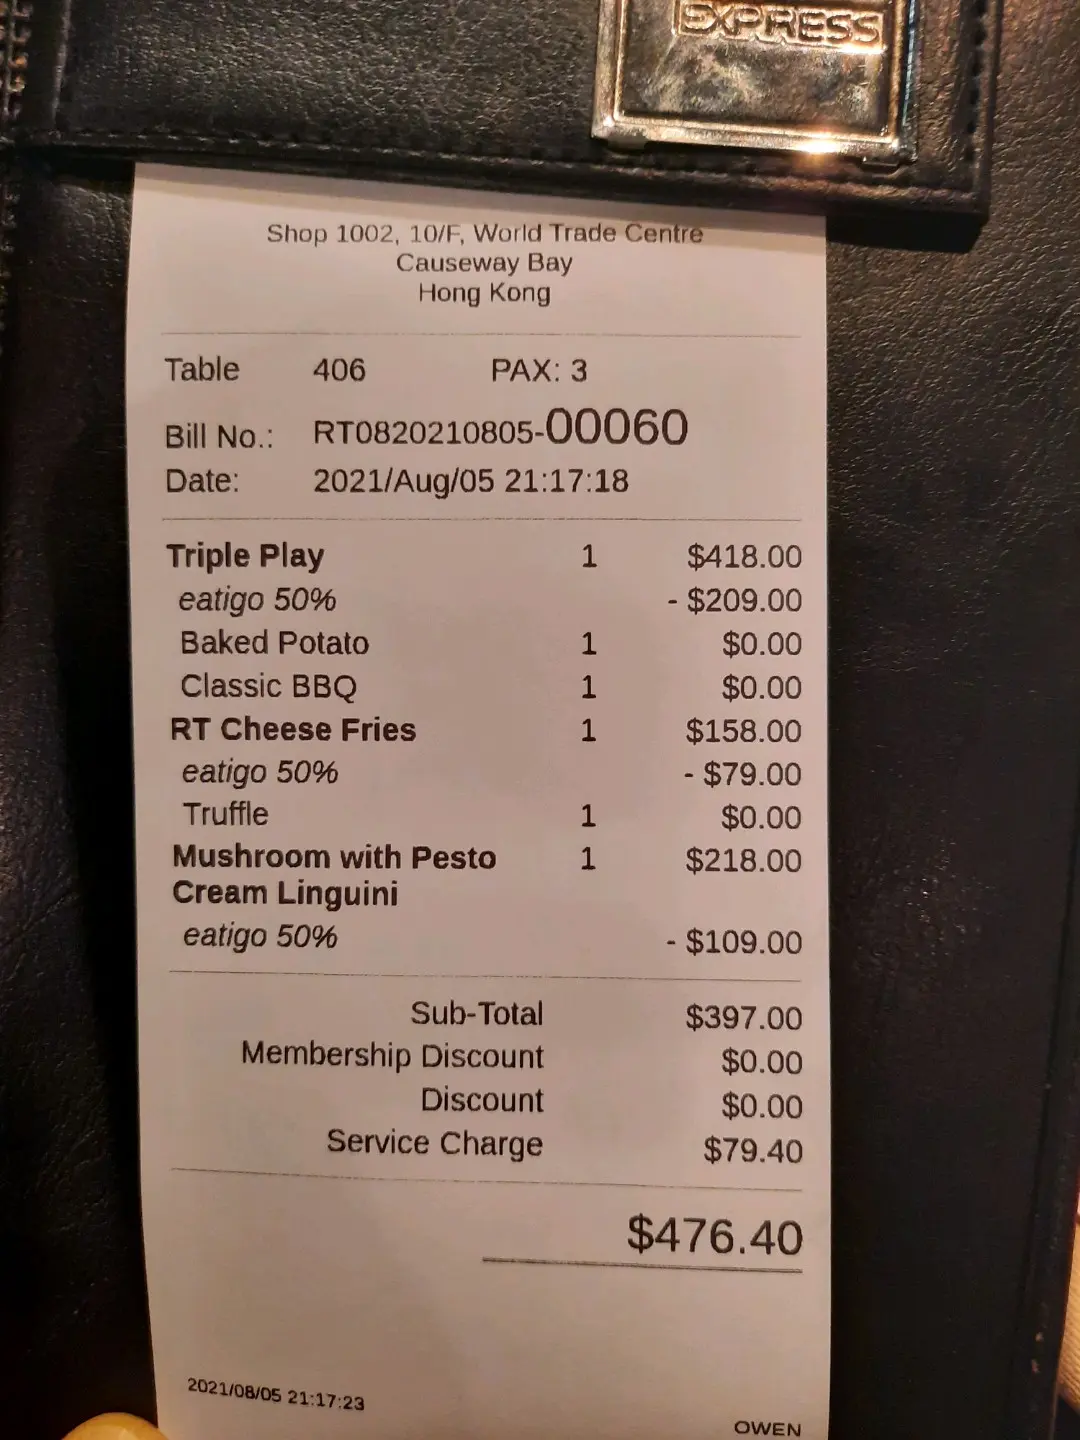 EXPRESS
Shop 1002, 10/F, World Trade Centre
Causeway Bay
Hong Kong
Table 406 PAX: 3
Bill No.: RT0820210805-00060
Date: 2021/Aug/05 21:17:18
Triple Play 1 $418.00
eatigo 50% - $209.00
Baked Potato 1 $0.00
Classic BBQ 1 $0.00
RT Cheese Fries 1 $158.00
eatigo 50% - $79.00
Truffle 1 $0.00
Mushroom with Pesto 1 $218.00
Cream Linguini
eatigo 50% - $109.00
Sub-Total $397.00
Membership Discount $0.00
Discount $0.00
Service Charge $79.40
$476.40
2021/08/05 21:17:23
OWEN